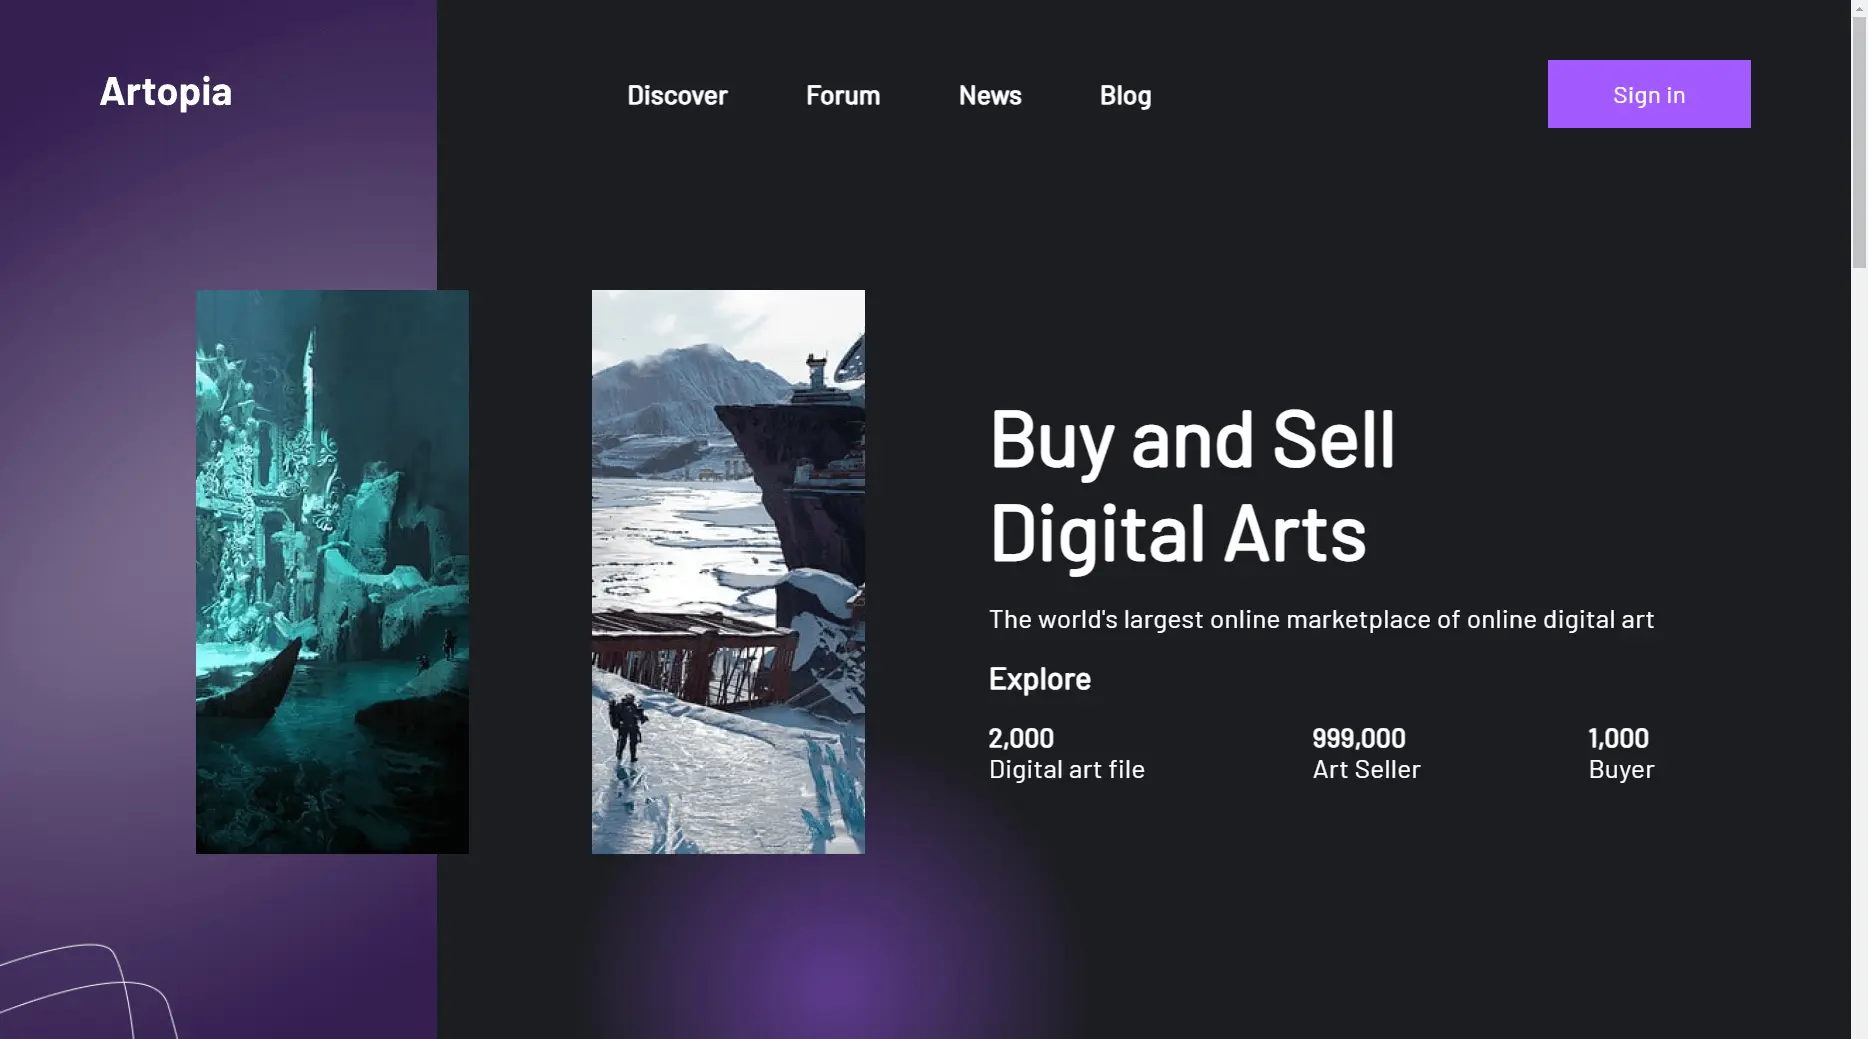 Artopia
Discover
Forum
News
Blog
Sign in
Buy and Sell
Digital Arts
The world's largest online marketplace of online digital art
Explore
2,000
Digital art file
999,000
Art Seller
1,000
Buyer